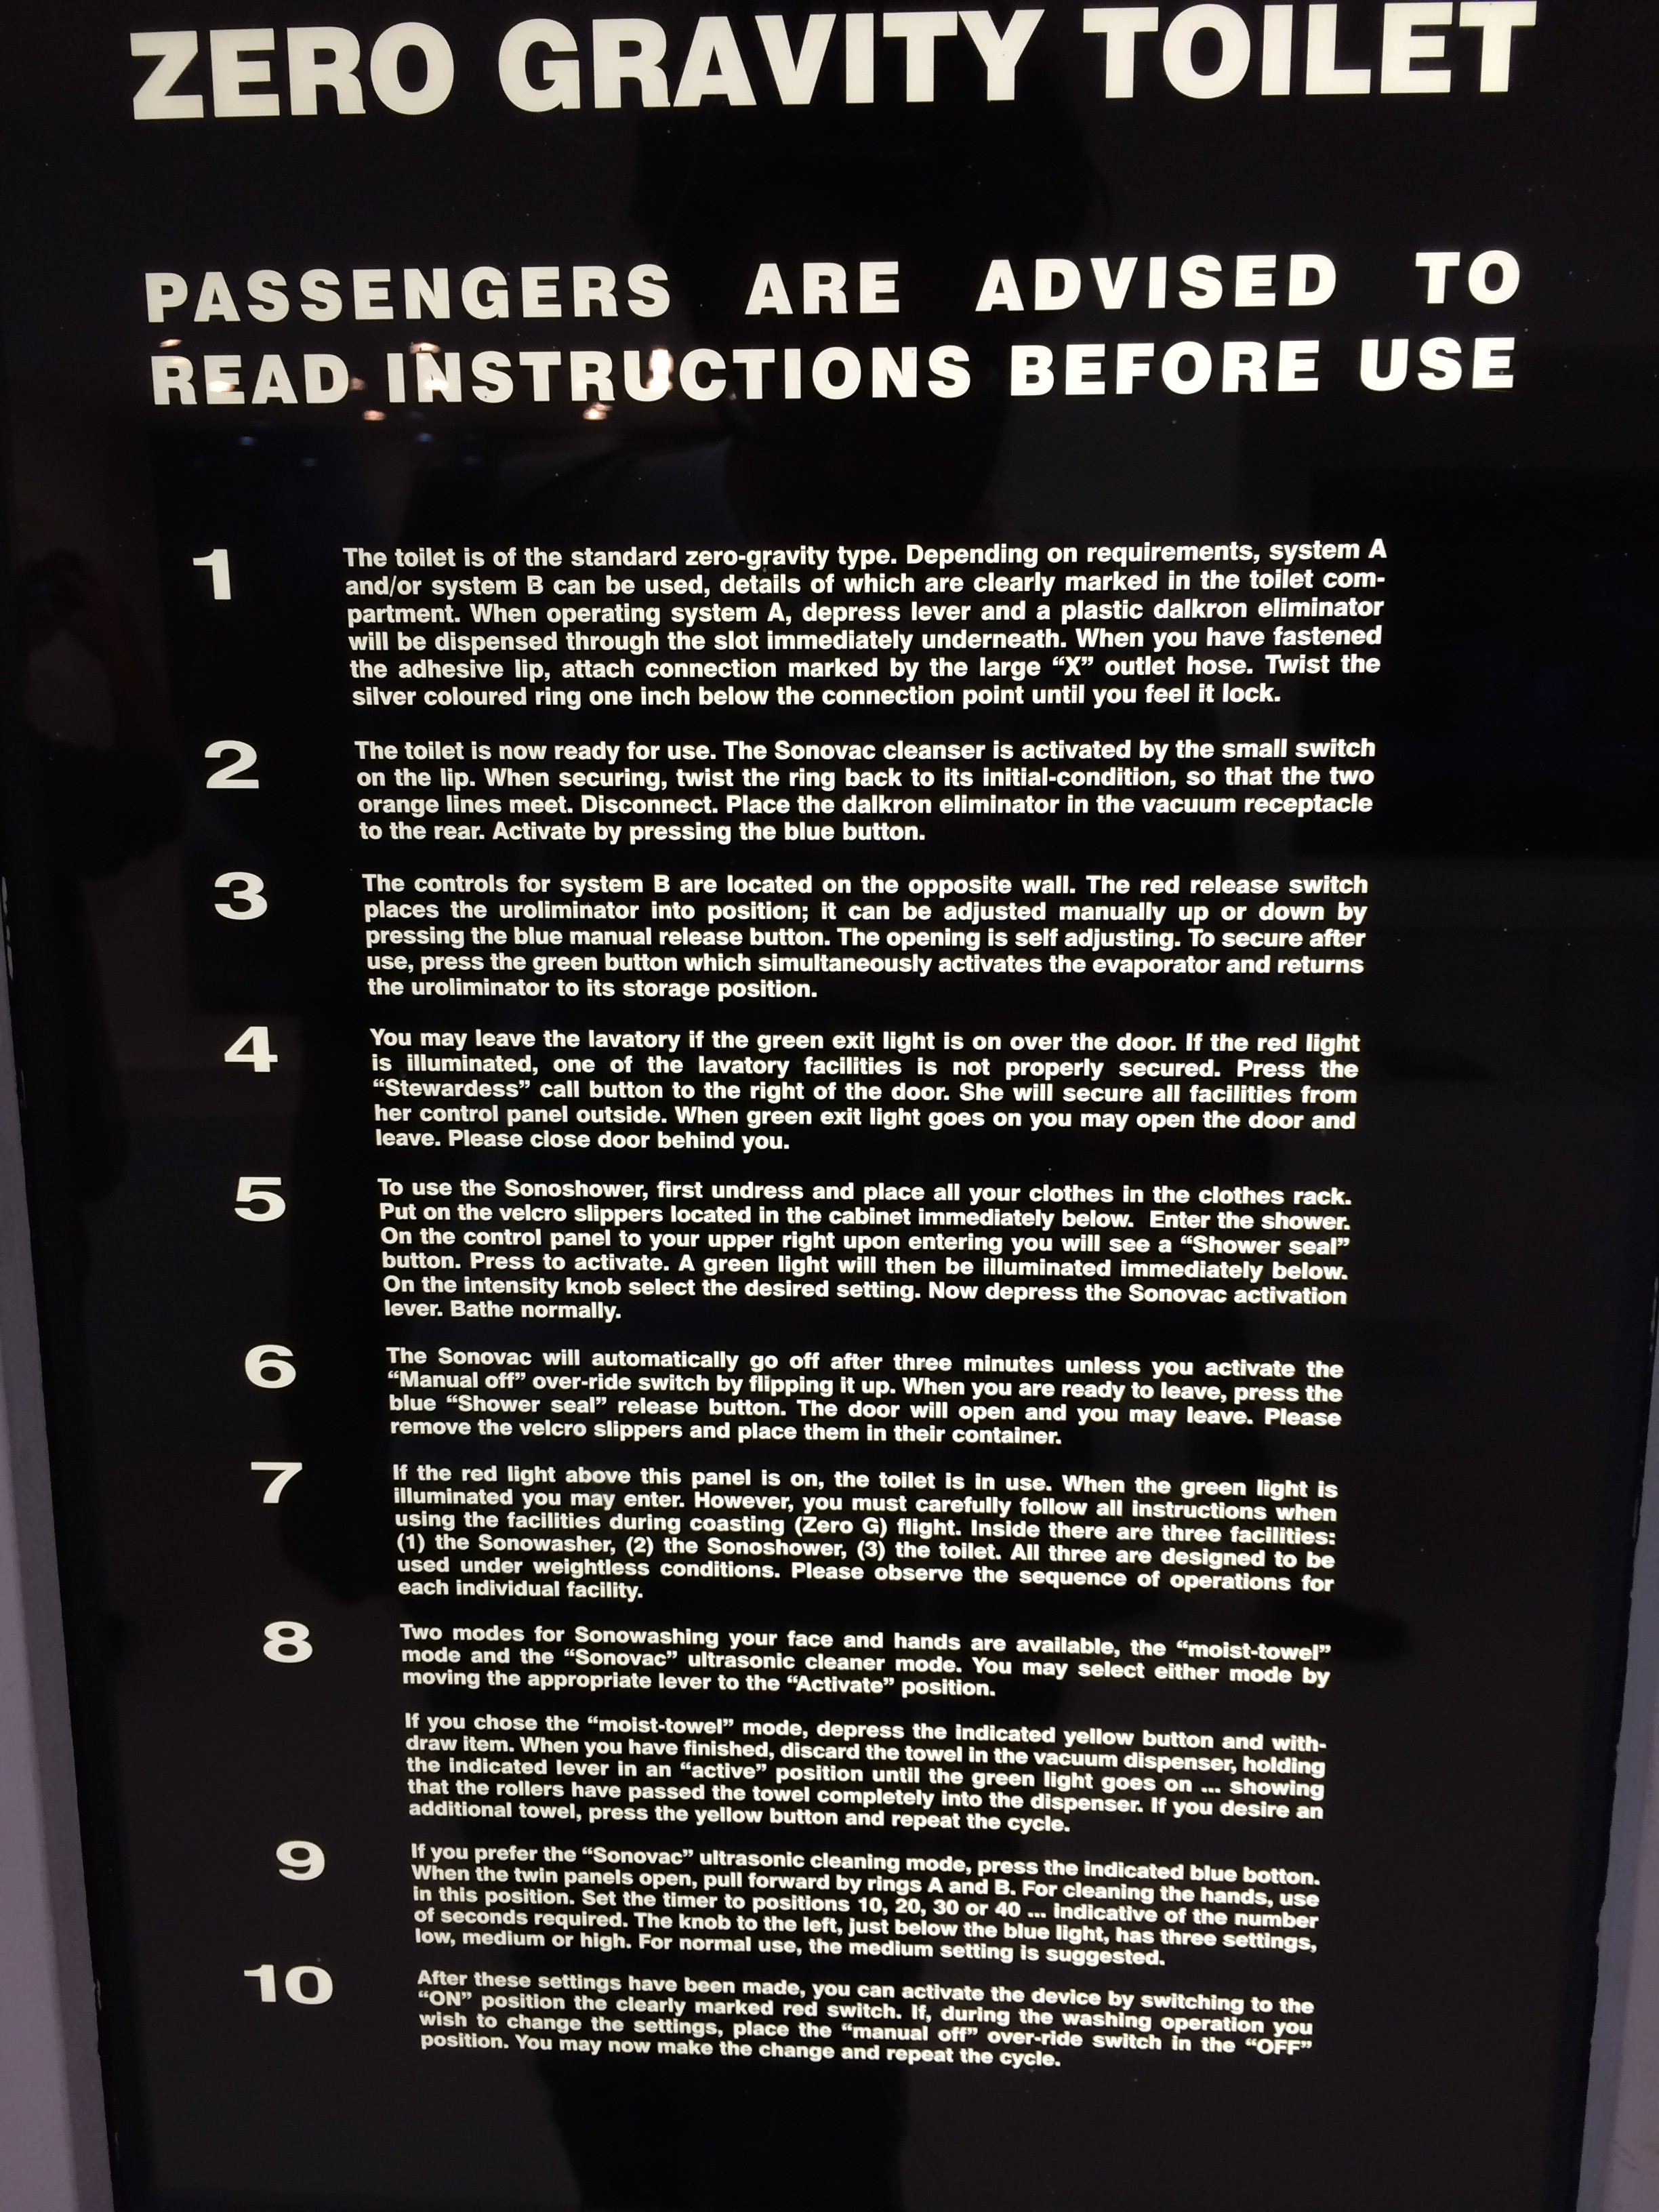 ZERO GRAVITY TOILET
PASSENGERS ARE ADVISED TO
READ INSTRUCTIONS BEFORE USE
1
The toilet is of the standard zero-gravity type. Depending on requirements, system A
and/or system B can be used, details of which are clearly marked in the toilet com-
partment. When operating system A, depress lever and a plastic dalkron eliminator
will be dispensed through the slot immediately underneath. When you have fastened
the adhesive lip, attach connection marked by the large “X” outlet hose. Twist the
silver coloured ring one inch below the connection point until you feel it lock.
2
The toilet is now ready for use. The Sonovac cleanser is activated by the small switch
on the lip. When securing, twist the ring back to its initial-condition, so that the two
orange lines meet. Disconnect. Place the dalkron eliminator in the vacuum receptacle
to the rear. Activate by pressing the blue button.
3
The controls for system B are located on the opposite wall. The red release switch
places the uroliminator into position; it can be adjusted manually up or down by
pressing the blue manual release button. The opening is self adjusting. To secure after
use, press the green button which simultaneously activates the evaporator and returns
the uroliminator to its storage position.
4
You may leave the lavatory if the green exit light is on over the door. If the red light
is illuminated, one of the lavatory facilities is not properly secured. Press the
“Stewardess” call button to the right of the door. She will secure all facilities from
her control panel outside. When green exit light goes on you may open the door and
leave. Please close door behind you.
5
To use the Sonoshower, first undress and place all your clothes in the clothes rack.
Put on the velcro slippers located in the cabinet immediately below. Enter the shower.
On the control panel to your upper right upon entering you will see a “Shower seal”
button. Press to activate. A green light will then be illuminated immediately below.
On the intensity knob select the desired setting. Now depress the Sonovac activation
lever. Bathe normally.
6
The Sonovac will automatically go off after three minutes unless you activate the
“Manual off” over-ride switch by flipping it up. When you are ready to leave, press the
blue “Shower seal” release button. The door will open and you may leave. Please
remove the velcro slippers and place them in their container.
7
If the red light above this panel is on, the toilet is in use. When the green light is
illuminated you may enter. However, you must carefully follow all instructions when
using the facilities during coasting (Zero G) flight. Inside there are three facilities:
(1) the Sonowasher, (2) the Sonoshower, (3) the toilet. All three are designed to be
used under weightless conditions. Please observe the sequence of operations for
each individual facility.
8
Two modes for Sonowashing your face and hands are available, the “moist-towel”
mode and the “Sonovac” ultrasonic cleaner mode. You may select either mode by
moving the appropriate lever to the “Activate” position.
If you chose the “moist-towel” mode, depress the indicated yellow button and with-
draw item. When you have finished, discard the towel in the vacuum dispenser, holding
the indicated lever in an “active” position until the green light goes on ... showing
that the rollers have passed the towel completely into the dispenser. If you desire an
additional towel, press the yellow button and repeat the cycle.
9
If you prefer the “Sonovac” ultrasonic cleaning mode, press the indicated blue botton.
When the twin panels open, pull forward by rings A and B. For cleaning the hands, use
in this position. Set the timer to positions 10, 20, 30 or 40 ... indicative of the number
of seconds required. The knob to the left, just below the blue light, has three settings,
low, medium or high. For normal use, the medium setting is suggested.
10
After these settings have been made, you can activate the device by switching to the
“ON” position the clearly marked red switch. If, during the washing operation you
wish to change the settings, place the “manual off” over-ride switch in the “OFF”
position. You may now make the change and repeat the cycle.